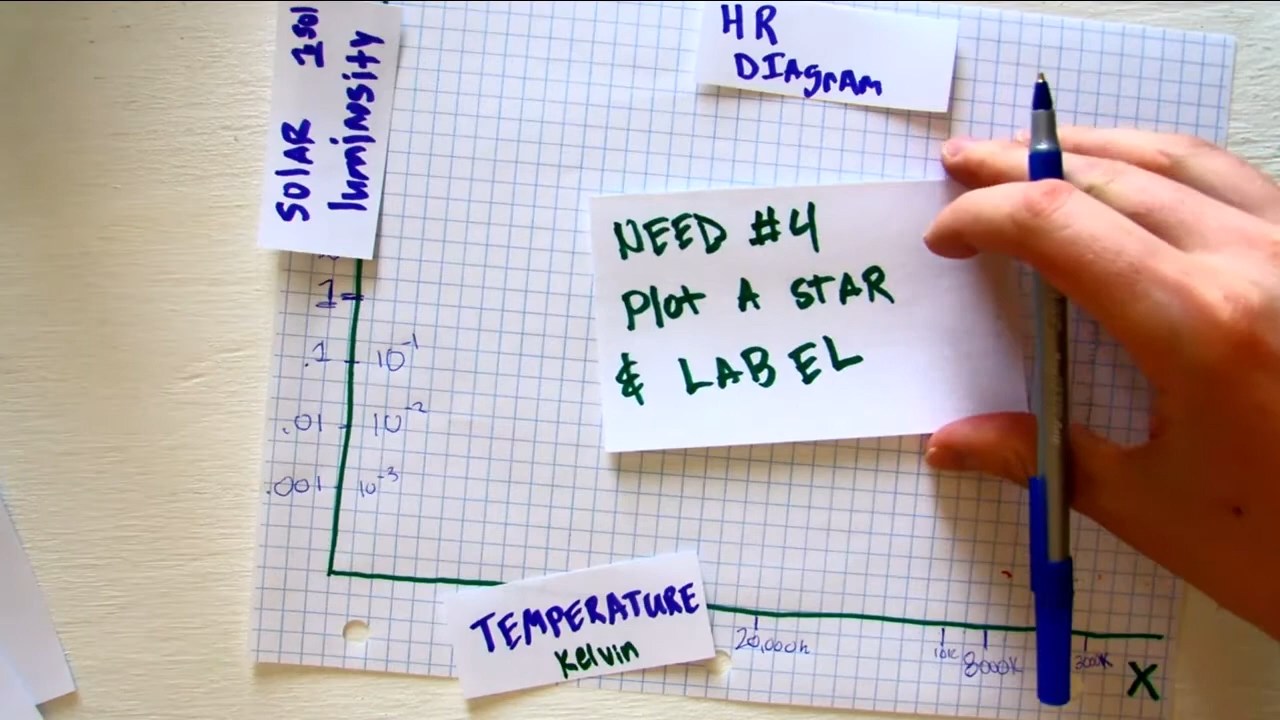 HR
DIAgrAM
SOlAR 1sol
luminosity
NEED #4
Plot A STAR
& LABEL
1
.1 10⁻¹
.01 10⁻²
.001 10⁻³
TEMPERATURE
Kelvin
20,000k
8000k
3000K
X